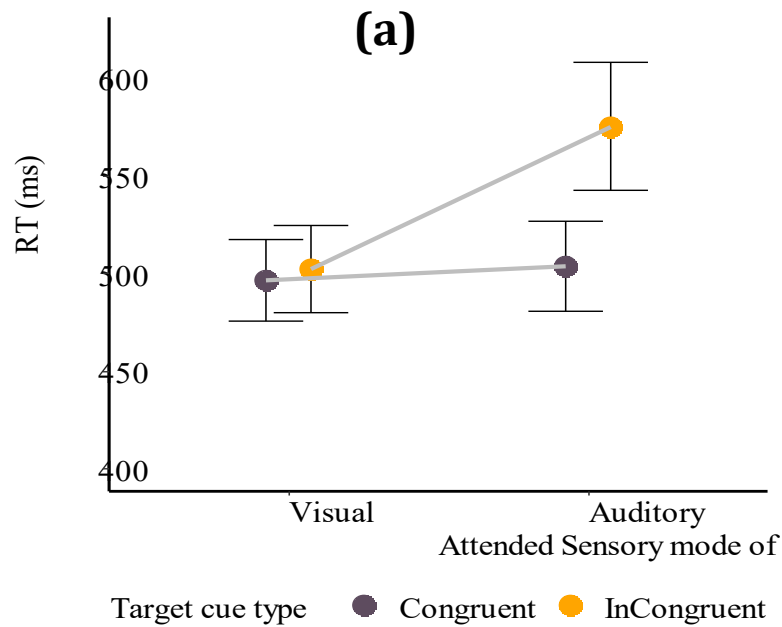 (a)
600
550
500
450
400
RT (ms)
Visual Auditory
Attended Sensory mode of
Target cue type Congruent InCongruent